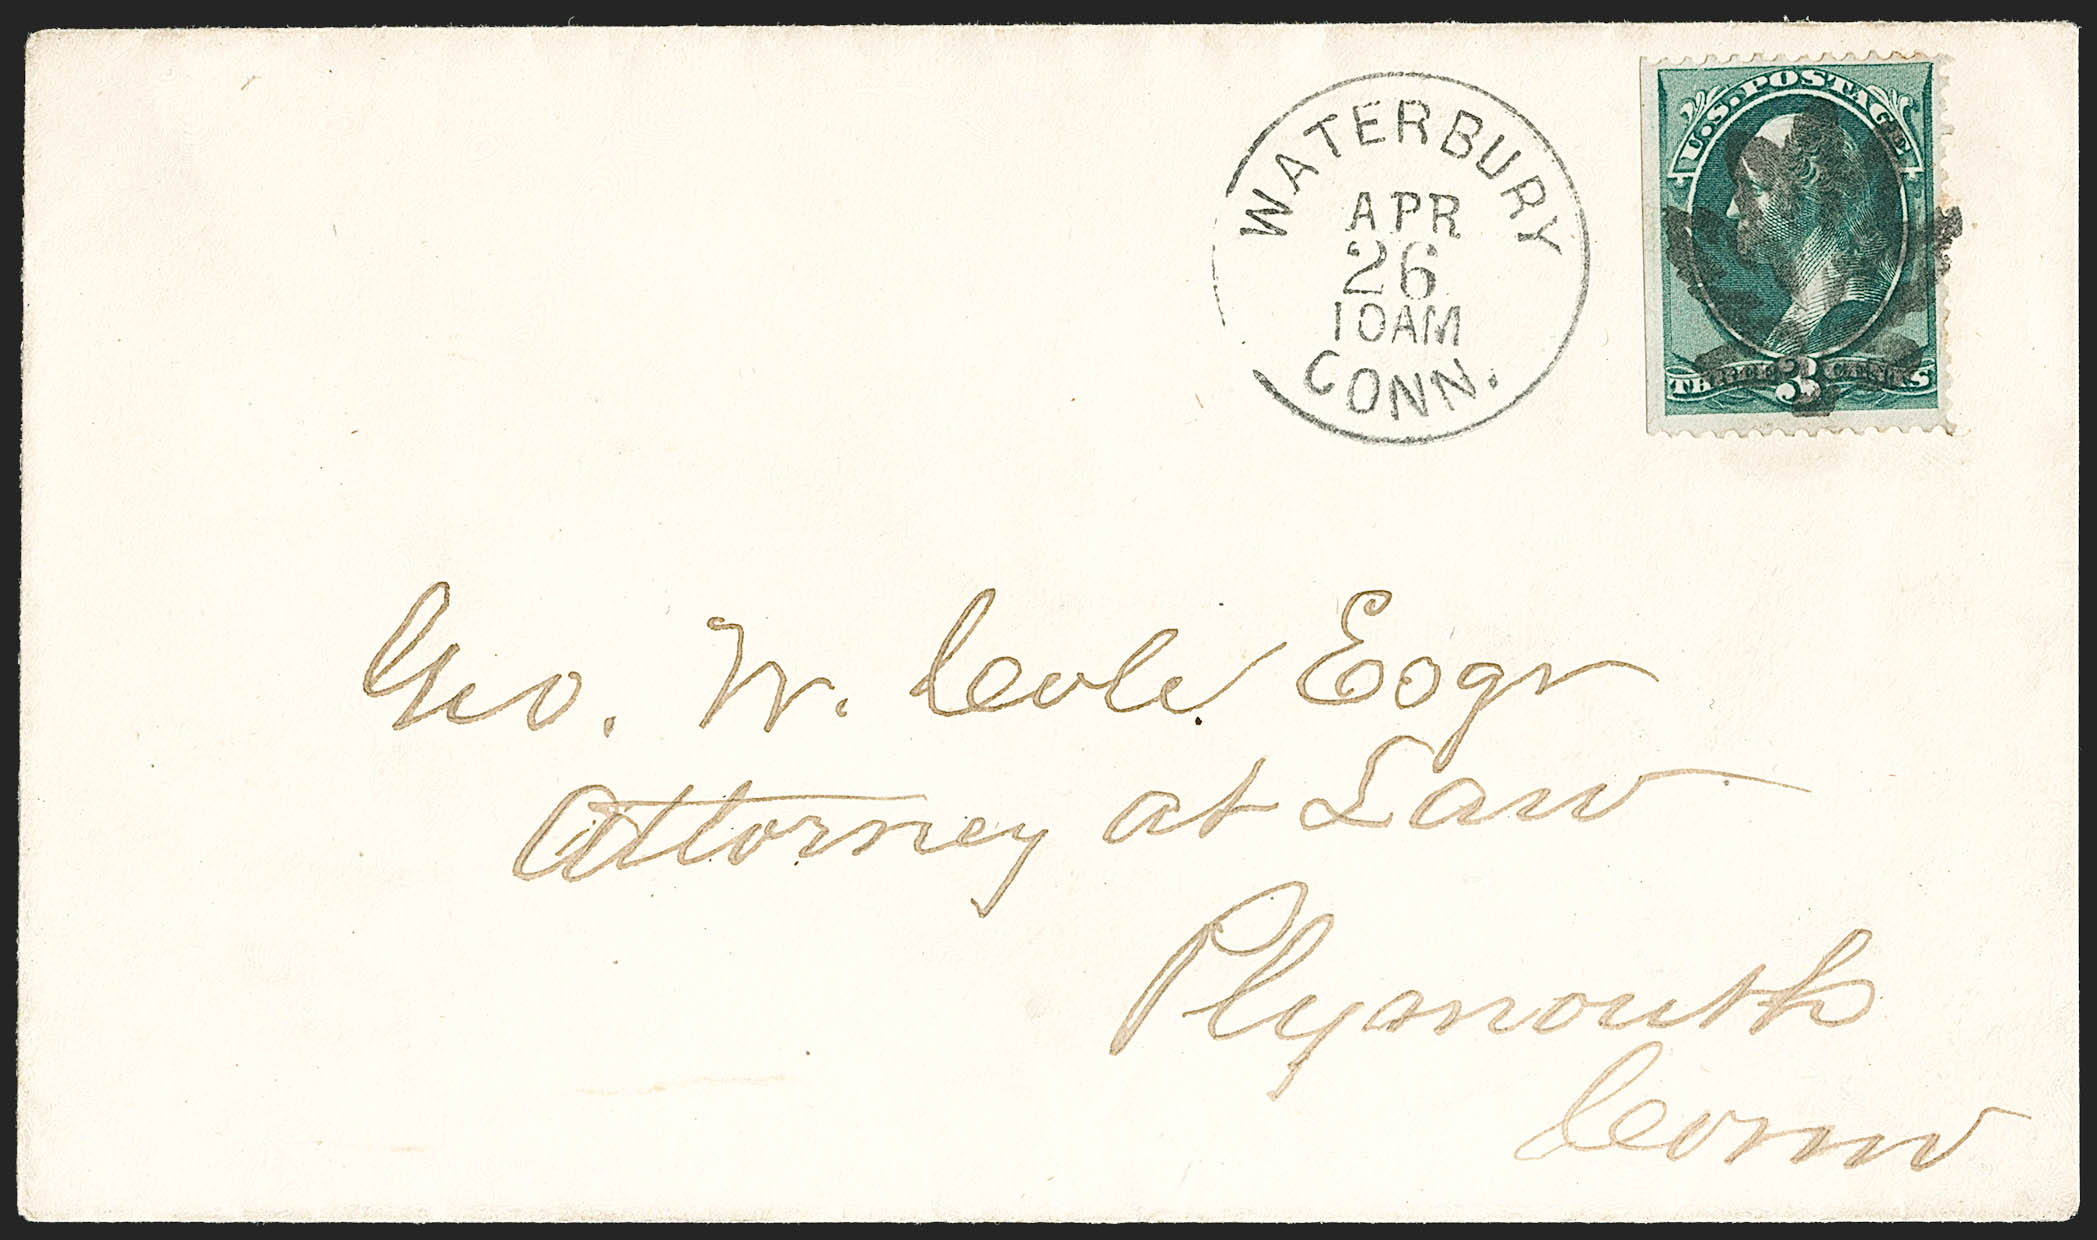 WATERBURY
APR
26
10AM
CONN.
U.S. POSTAGE
THREE 3 CENTS
Geo. W. Cole Esqr
Attorney at Law
Plymouth
Conn